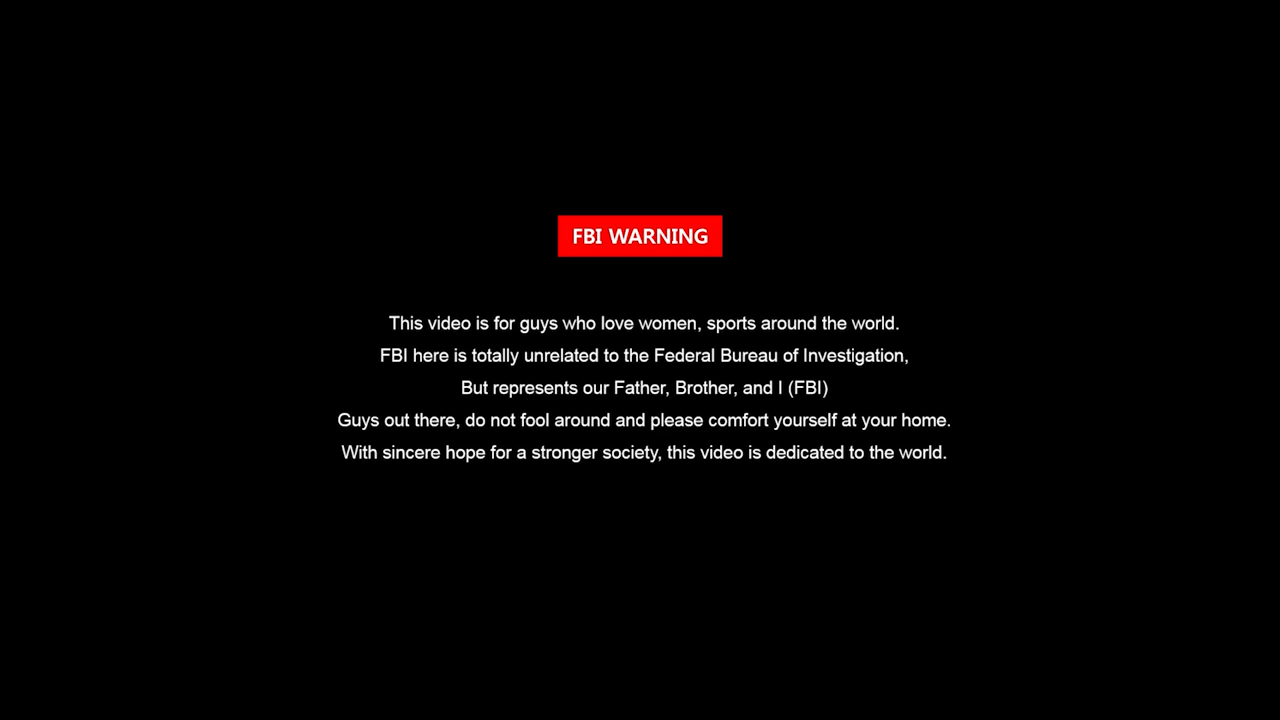 FBI WARNING
This video is for guys who love women, sports around the world.
FBI here is totally unrelated to the Federal Bureau of Investigation,
But represents our Father, Brother, and I (FBI)
Guys out there, do not fool around and please comfort yourself at your home.
With sincere hope for a stronger society, this video is dedicated to the world.